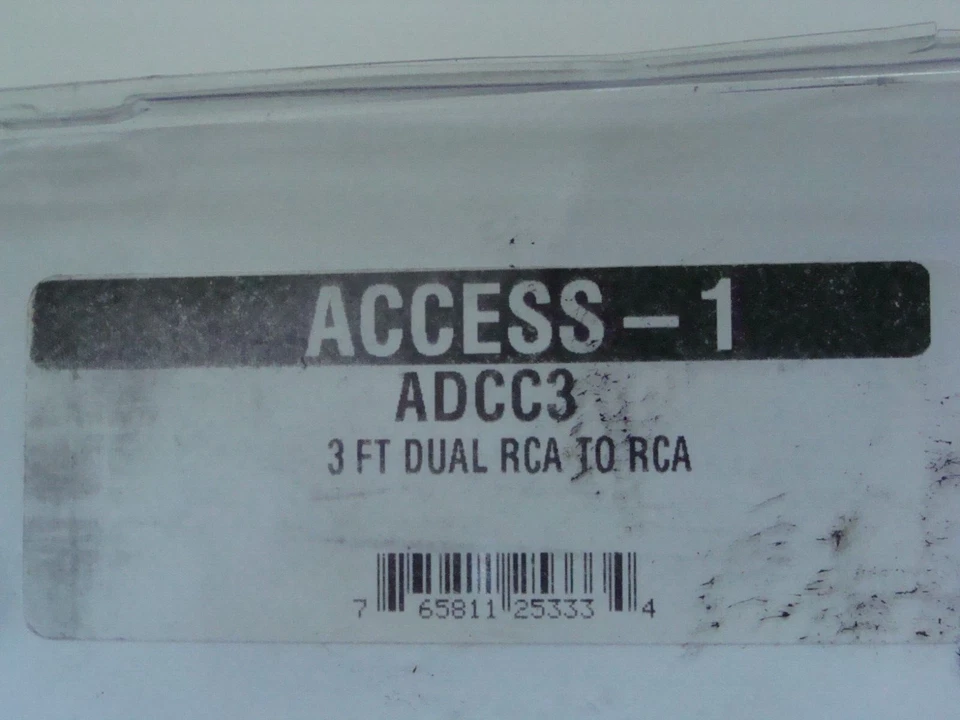 ACCESS – 1
ADCC3
3 FT DUAL RCA TO RCA
7 65811 25333 4